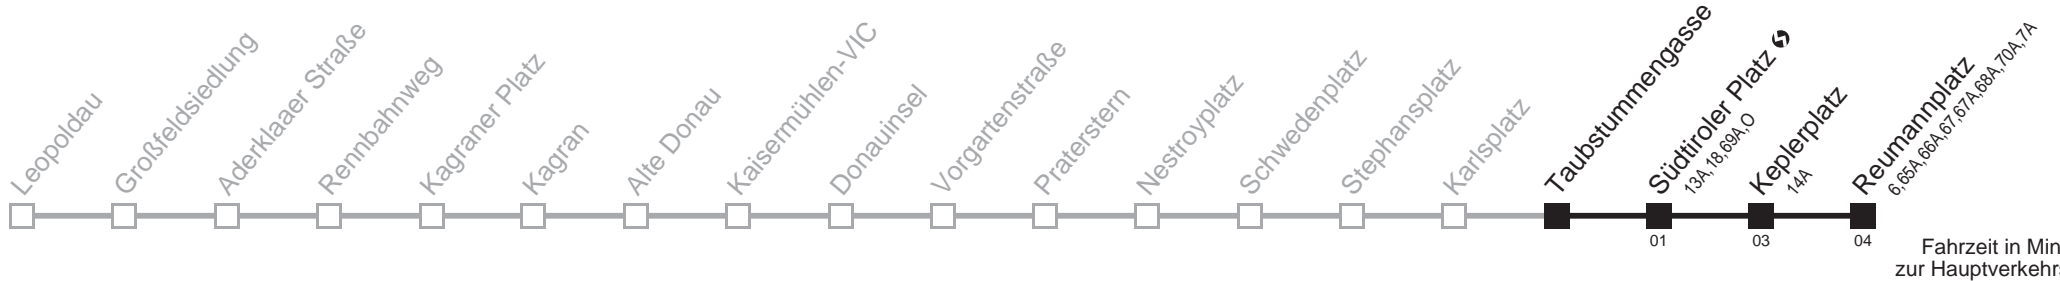 Leopoldau
Großfeldsiedlung
Aderklaaer Straße
Rennbahnweg
Kagraner Platz
Kagran
Alte Donau
Kaisermühlen-VIC
Donauinsel
Vorgartenstraße
Praterstern
Nestroyplatz
Schwedenplatz
Stephansplatz
Karlsplatz
Taubstummengasse
Südtiroler Platz
13A,18,69A,O
Keplerplatz
14A
Reumannplatz
6,65A,66A,67,67A,68A,70A,7A
01
03
04
Fahrzeit in Min
zur Hauptverkehrs